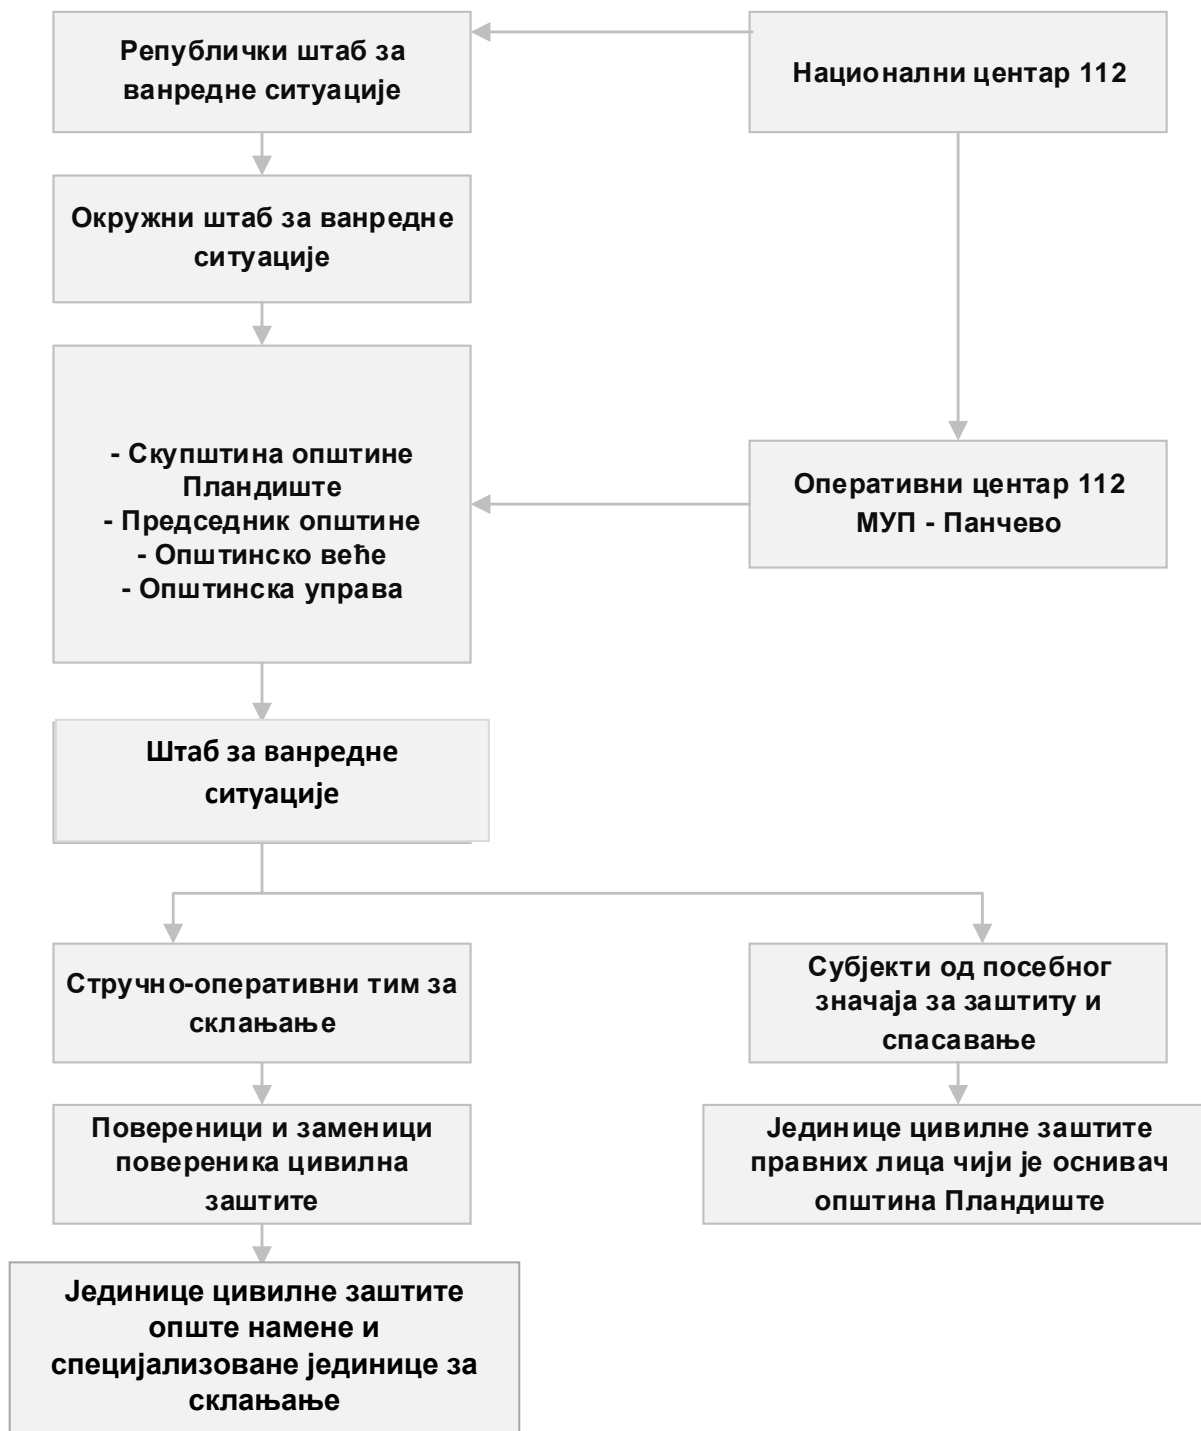 Републички штаб за
ванредне ситуације
Национални центар 112
Окружни штаб за ванредне
ситуације
- Скупштина општине
Пландиште
- Председник општине
- Општинско веће
- Општинска управа
Оперативни центар 112
МУП - Панчево
Штаб за ванредне
ситуације
Стручно-оперативни тим за
склањање
Субјекти од посебног
значаја за заштиту и
спасавање
Повереници и заменици
повереника цивилна
заштите
Јединице цивилне заштите
правних лица чији је оснивач
општина Пландиште
Јединице цивилне заштите
опште намене и
специјализоване јединице за
склањање